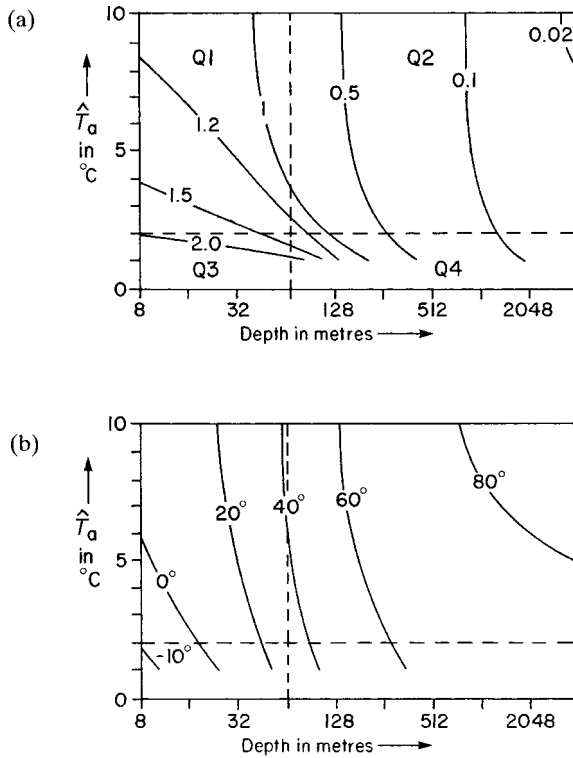 (a)
10
5
0
T̂a
in
°C
Q1
Q2
Q3
Q4
1
1.2
1.5
2.0
0.5
0.1
0.02
8
32
128
512
2048
Depth in metres
(b)
10
5
0
T̂a
in
°C
0°
-10°
20°
40°
60°
80°
8
32
128
512
2048
Depth in metres